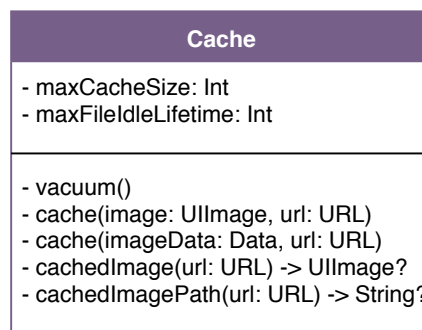 Cache
- maxCacheSize: Int
- maxFileIdleLifetime: Int
- vacuum()
- cache(image: UIImage, url: URL)
- cache(imageData: Data, url: URL)
- cachedImage(url: URL) -> UIImage?
- cachedImagePath(url: URL) -> String?